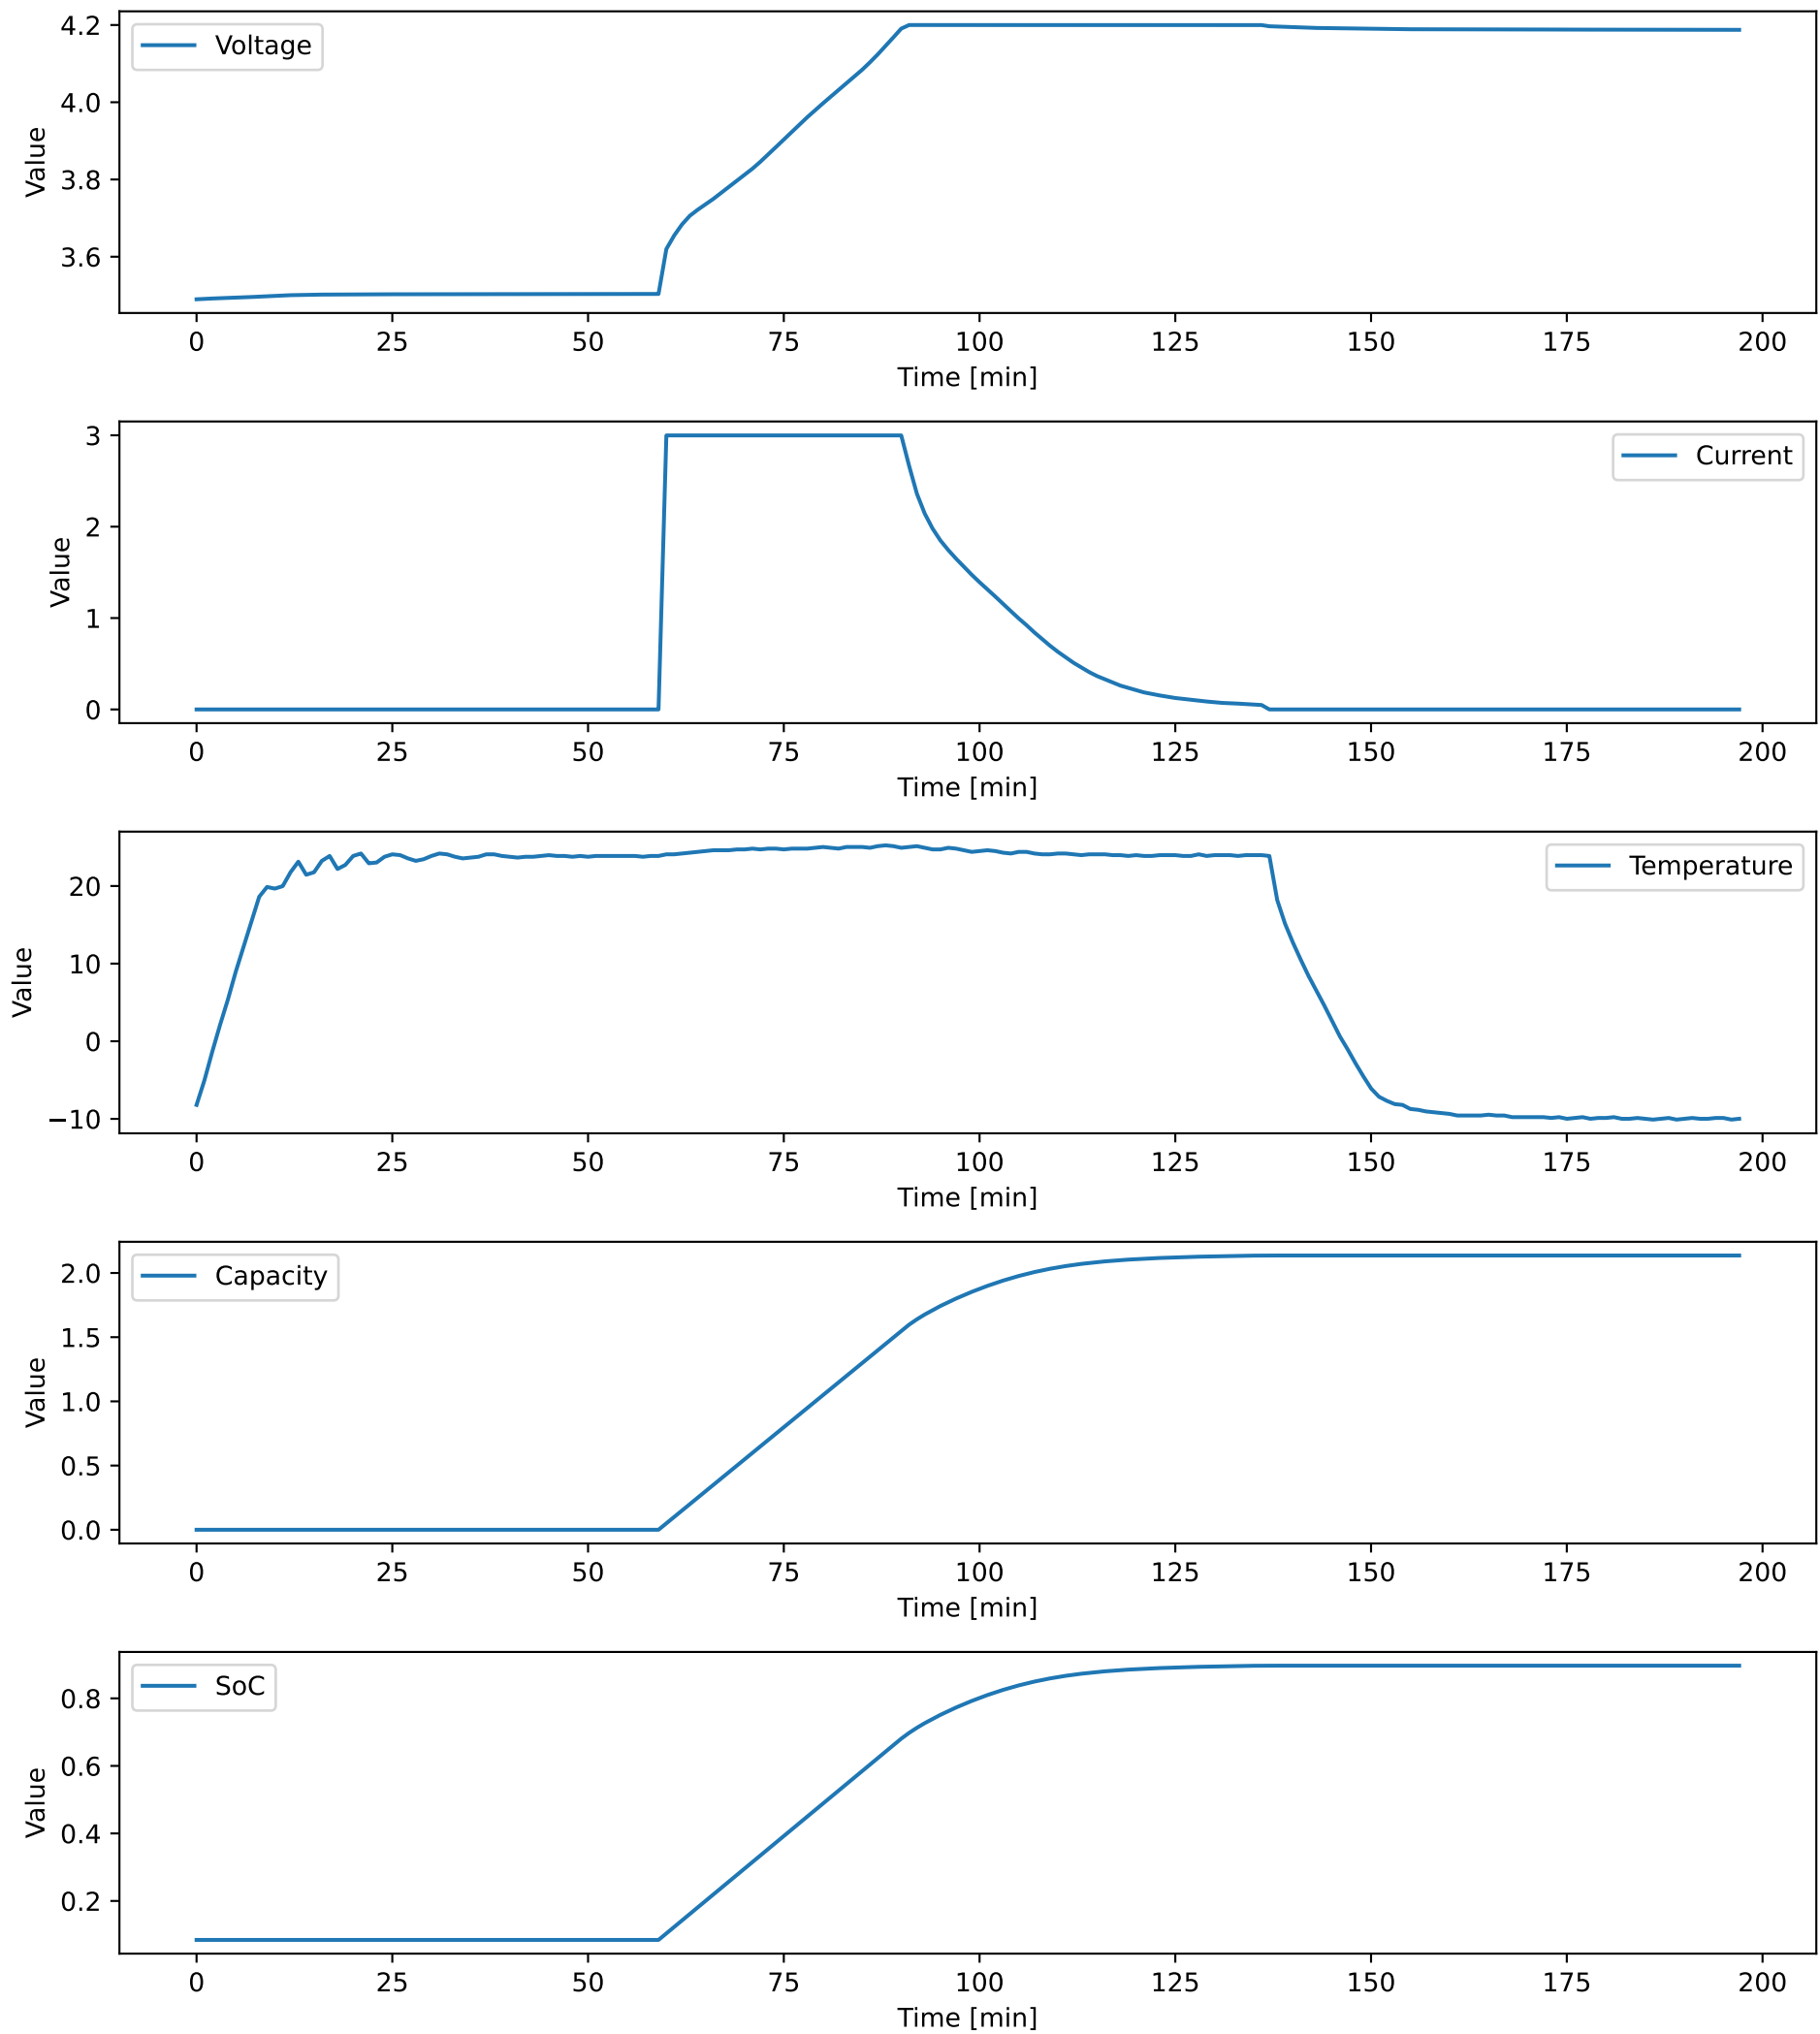 4.2
4.0
3.8
3.6
Value
Voltage
0 25 50 75 100 125 150 175 200
Time [min]
3
2
1
0
Value
Current
0 25 50 75 100 125 150 175 200
Time [min]
20
10
0
−10
Value
Temperature
0 25 50 75 100 125 150 175 200
Time [min]
2.0
1.5
1.0
0.5
0.0
Value
Capacity
0 25 50 75 100 125 150 175 200
Time [min]
0.8
0.6
0.4
0.2
Value
SoC
0 25 50 75 100 125 150 175 200
Time [min]